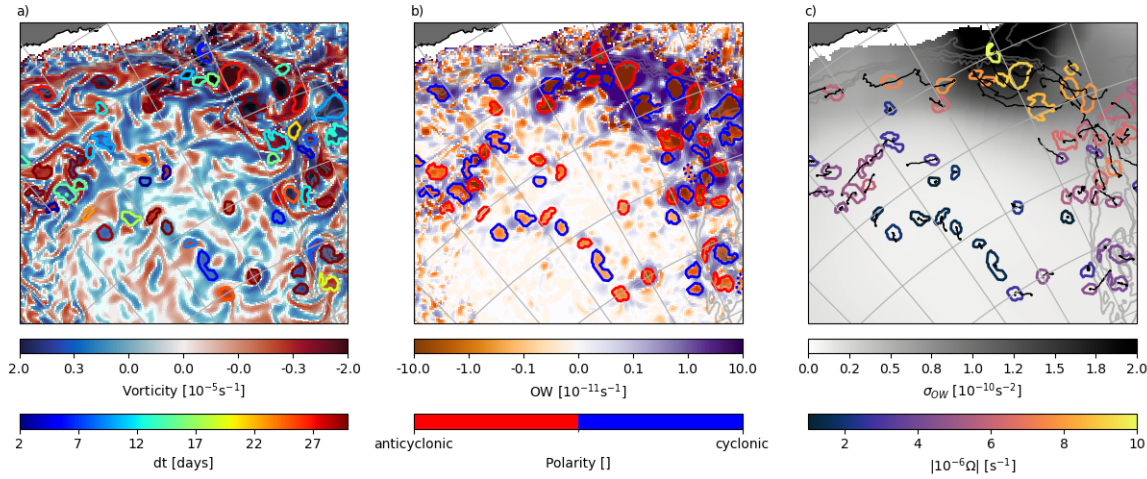 a)
b)
c)
2.0 0.3 0.0 0.0 -0.3 -2.0
Vorticity [10⁻⁵s⁻¹]
-10.0 -1.0 -0.1 0.0 0.1 1.0 10.0
OW [10⁻¹¹s⁻¹]
0.0 0.2 0.5 0.8 1.0 1.2 1.5 1.8 2.0
σ_OW [10⁻¹⁰s⁻²]
2 7 12 17 22 27
dt [days]
anticyclonic cyclonic
Polarity []
2 4 6 8 10
|10⁻⁶Ω| [s⁻¹]